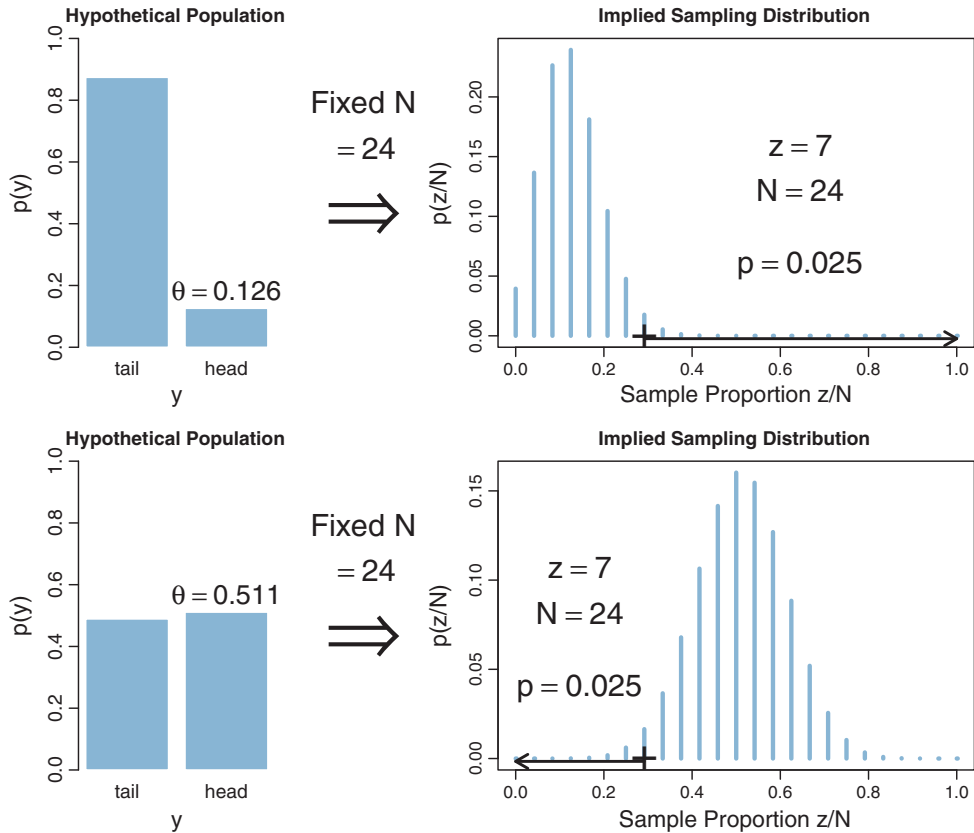 Hypothetical Population
p(y)
1.0
0.8
0.6
0.4
0.2
0.0
θ = 0.126
tail head
y
Fixed N
= 24
Implied Sampling Distribution
p(z/N)
0.20
0.15
0.10
0.05
0.00
z = 7
N = 24
p = 0.025
0.0 0.2 0.4 0.6 0.8 1.0
Sample Proportion z/N
Hypothetical Population
p(y)
1.0
0.8
0.6
0.4
0.2
0.0
θ = 0.511
tail head
y
Fixed N
= 24
Implied Sampling Distribution
p(z/N)
0.15
0.10
0.05
0.00
z = 7
N = 24
p = 0.025
0.0 0.2 0.4 0.6 0.8 1.0
Sample Proportion z/N